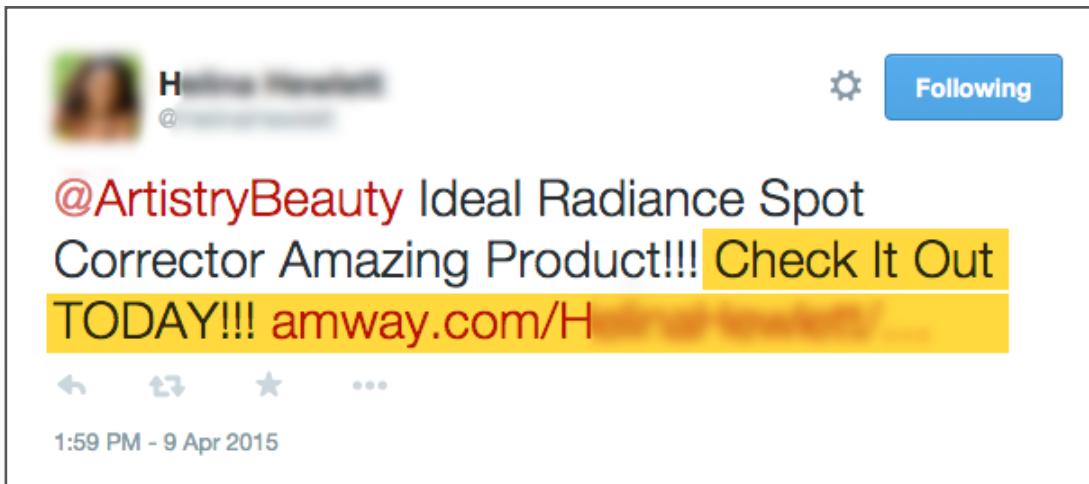 H
@
Following
@ArtistryBeauty Ideal Radiance Spot
Corrector Amazing Product!!! Check It Out
TODAY!!! amway.com/H
1:59 PM - 9 Apr 2015